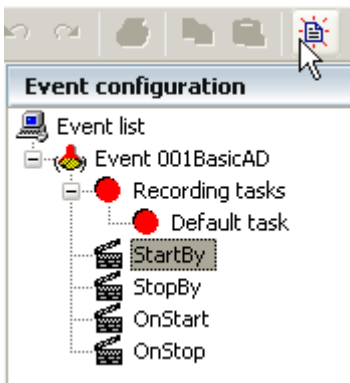 Event configuration
Event list
Event 001BasicAD
Recording tasks
Default task
StartBy
StopBy
OnStart
OnStop